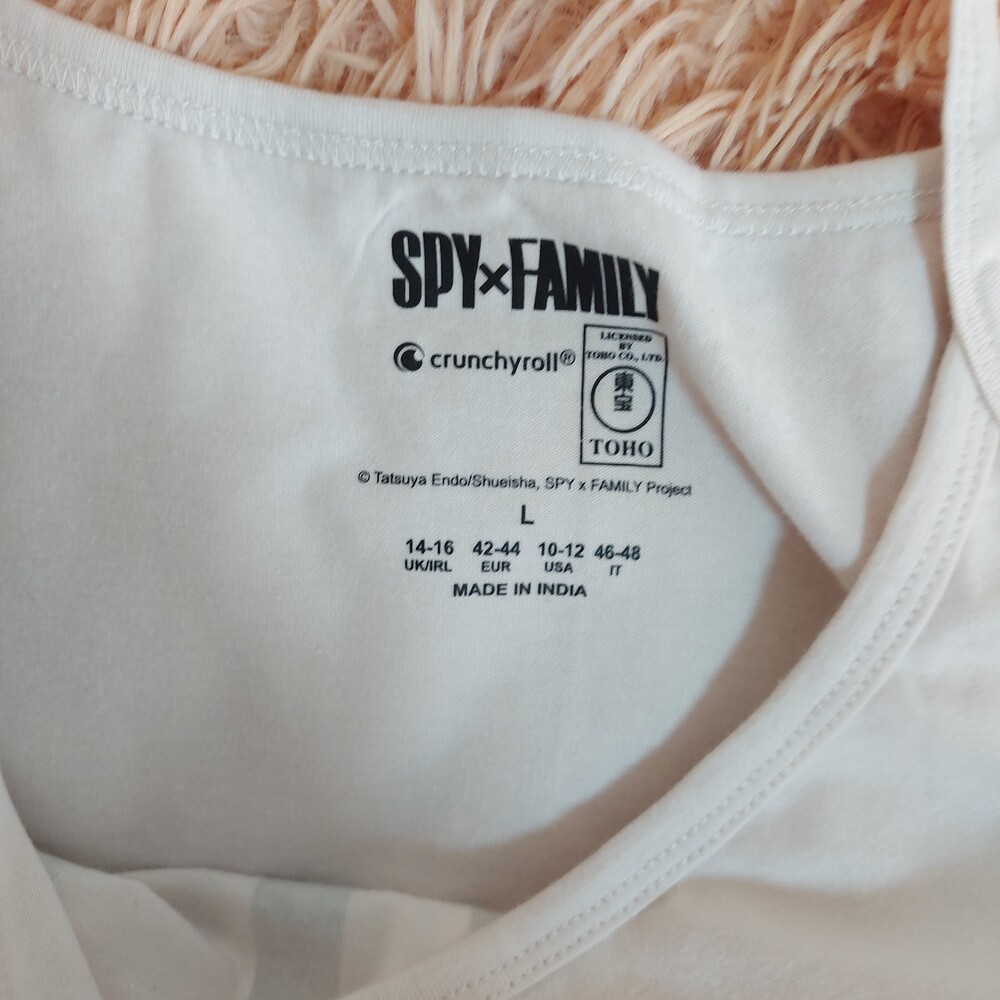 SPY×FAMILY
crunchyroll®
LICENSED
BY
TOHO CO., LTD.
東
宝
TOHO
© Tatsuya Endo/Shueisha, SPY x FAMILY Project
L
14-16 42-44 10-12 46-48
UK/IRL EUR USA IT
MADE IN INDIA